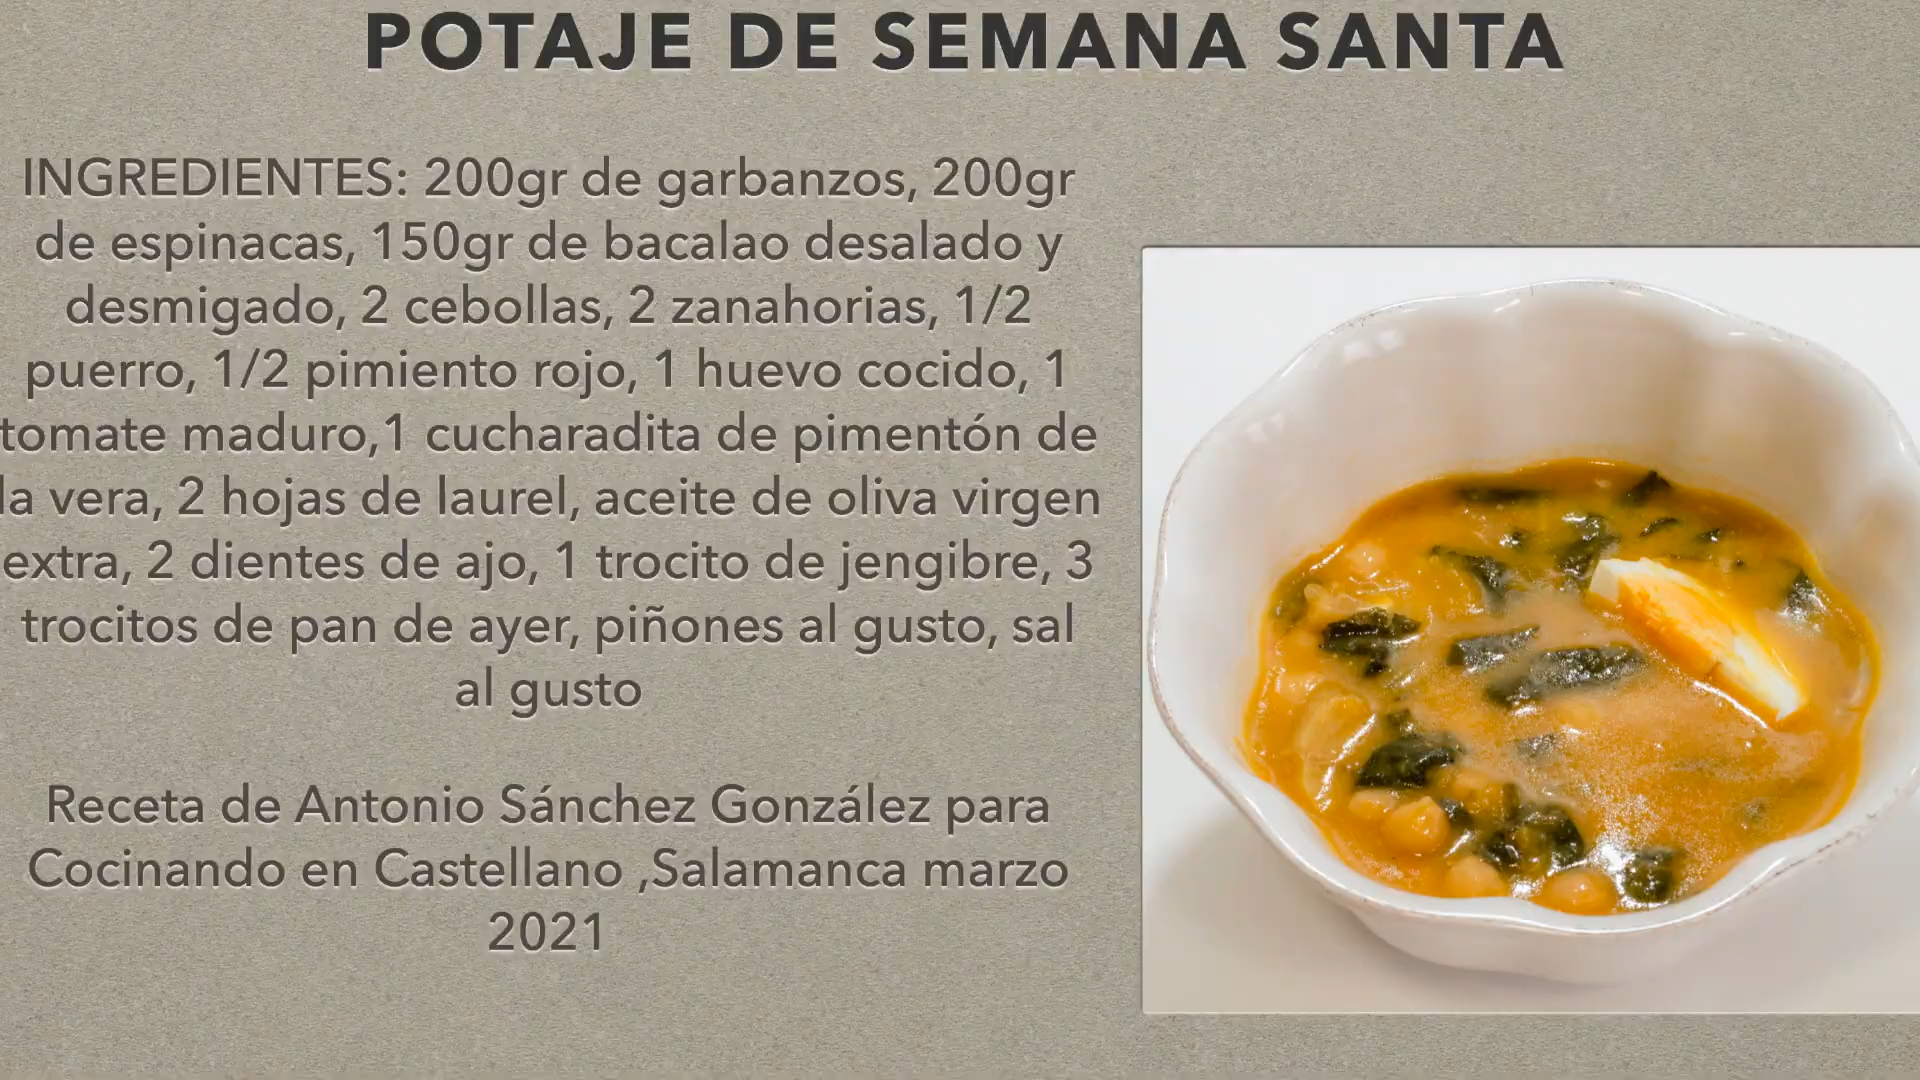 POTAJE DE SEMANA SANTA
INGREDIENTES: 200gr de garbanzos, 200gr
de espinacas, 150gr de bacalao desalado y
desmigado, 2 cebollas, 2 zanahorias, 1/2
puerro, 1/2 pimiento rojo, 1 huevo cocido, 1
tomate maduro,1 cucharadita de pimentón de
la vera, 2 hojas de laurel, aceite de oliva virgen
extra, 2 dientes de ajo, 1 trocito de jengibre, 3
trocitos de pan de ayer, piñones al gusto, sal
al gusto
Receta de Antonio Sánchez González para
Cocinando en Castellano ,Salamanca marzo
2021